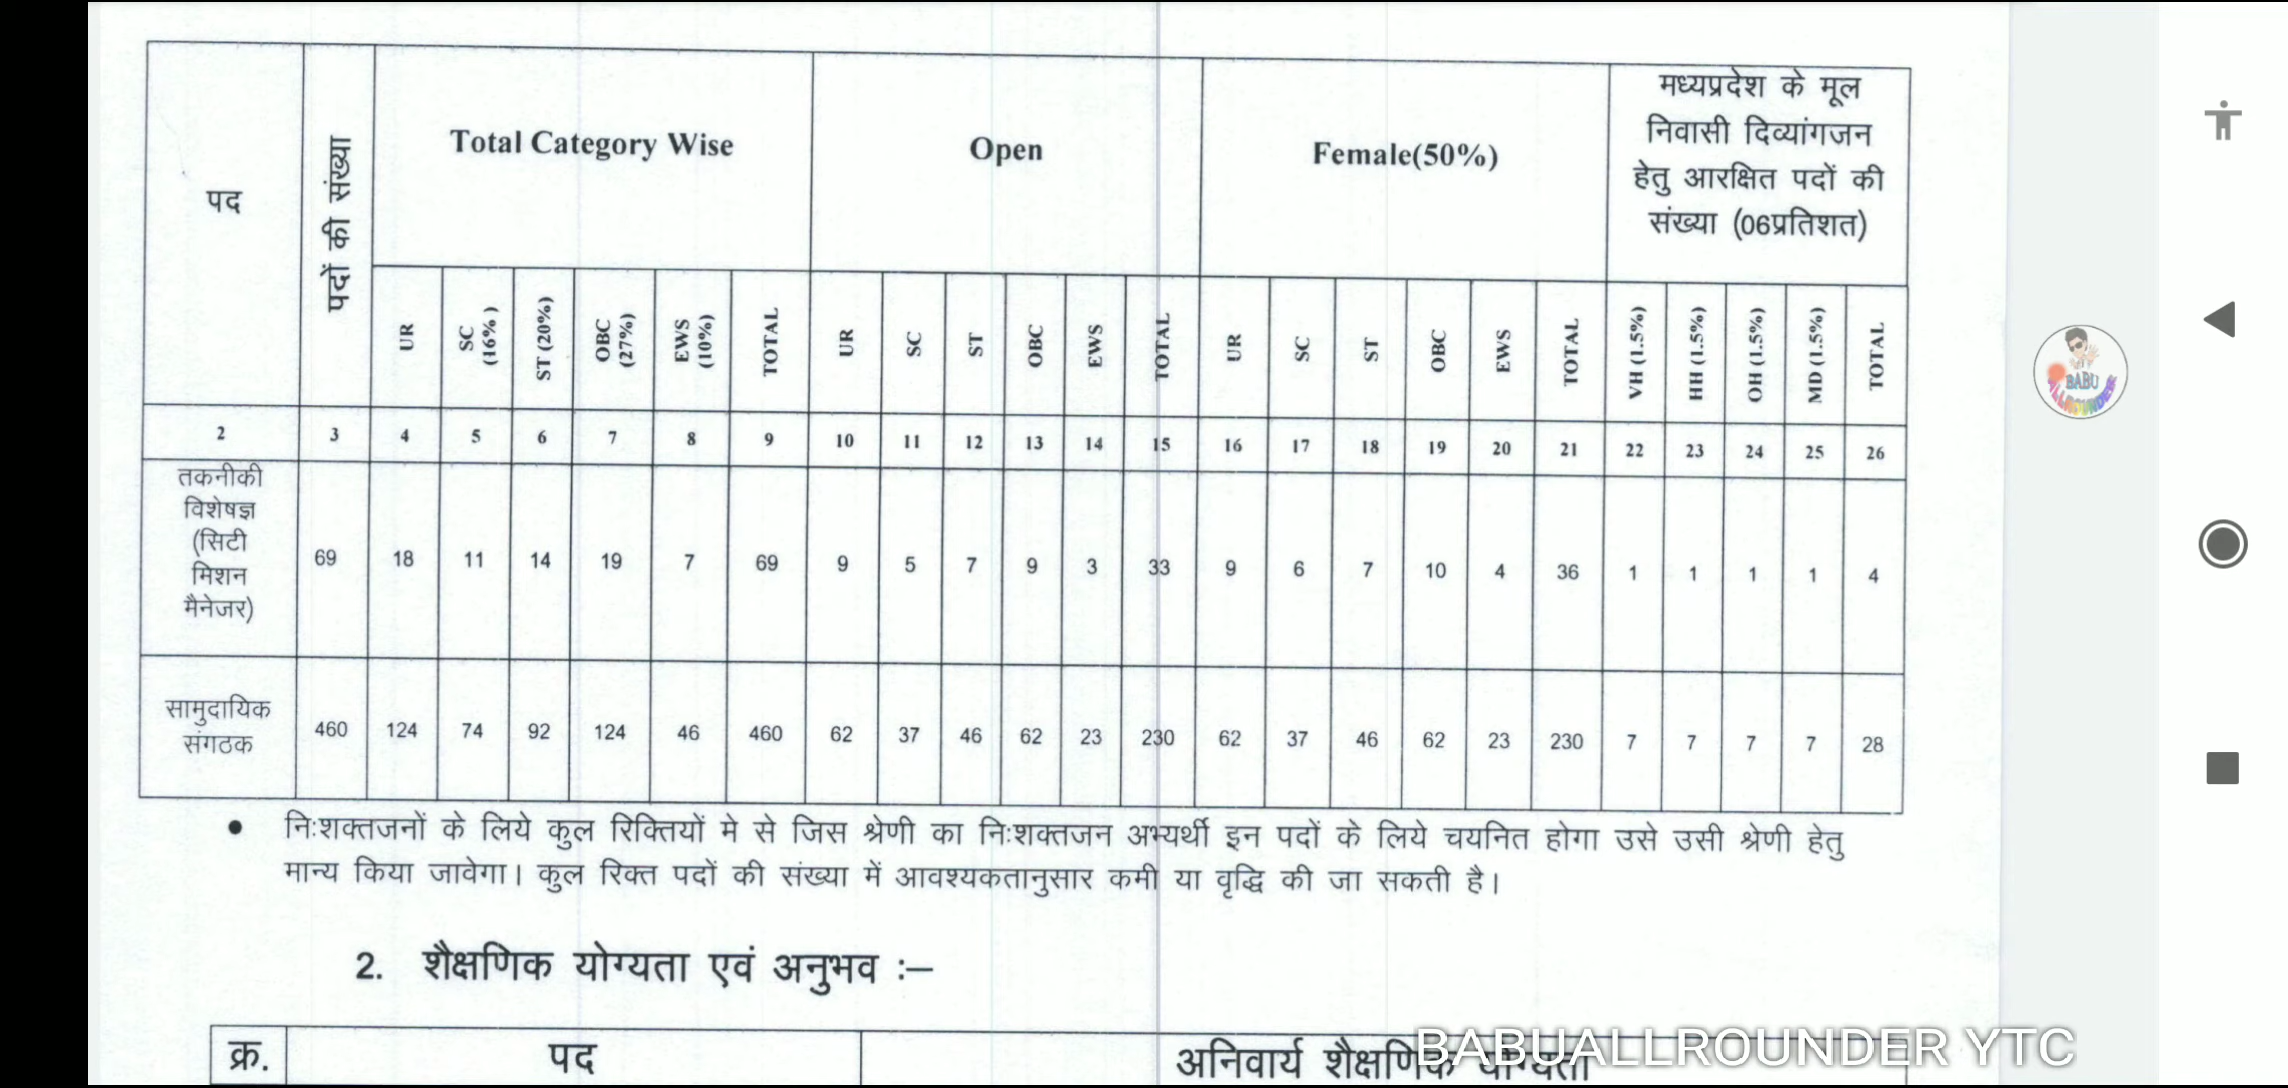 पद
पदों की संख्या
Total Category Wise
Open
Female(50%)
मध्यप्रदेश के मूल
निवासी दिव्यांगजन
हेतु आरक्षित पदों की
संख्या (06प्रतिशत)
UR
SC (16%)
ST (20%)
OBC (27%)
EWS (10%)
TOTAL
UR
SC
ST
OBC
EWS
TOTAL
UR
SC
ST
OBC
EWS
TOTAL
VH (1.5%)
HH (1.5%)
OH (1.5%)
MD (1.5%)
TOTAL
2 3 4 5 6 7 8 9 10 11 12 13 14 15 16 17 18 19 20 21 22 23 24 25 26
तकनीकी
विशेषज्ञ
(सिटी
मिशन
मैनेजर)
69 18 11 14 19 7 69 9 5 7 9 3 33 9 6 7 10 4 36 1 1 1 1 4
सामुदायिक
संगठक
460 124 74 92 124 46 460 62 37 46 62 23 230 62 37 46 62 23 230 7 7 7 7 28
• निःशक्तजनों के लिये कुल रिक्तियों मे से जिस श्रेणी का निःशक्तजन अभ्यर्थी इन पदों के लिये चयनित होगा उसे उसी श्रेणी हेतु
मान्य किया जावेगा। कुल रिक्त पदों की संख्या में आवश्यकतानुसार कमी या वृद्धि की जा सकती है।
2. शैक्षणिक योग्यता एवं अनुभव :–
क्र. पद अनिवार्य शैक्षणिक योग्यता
BABUALLROUNDER YTC
BABU
ALLROUNDER